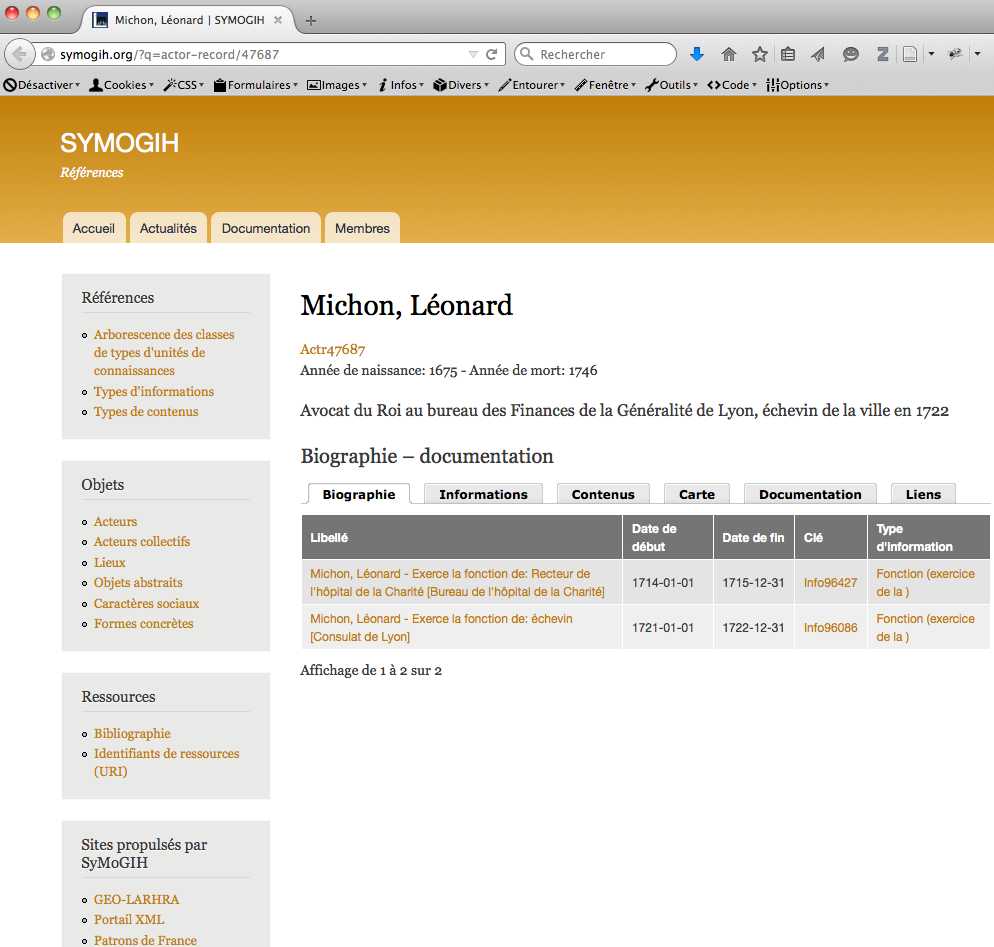 Michon, Léonard | SYMOGIH
symogih.org/?q=actor-record/47687
Rechercher
Désactiver Cookies CSS Formulaires Images Infos Divers Entourer Fenêtre Outils Code Options
SYMOGIH
Références
Accueil Actualités Documentation Membres
Références
Arborescence des classes
de types d'unités de
connaissances
Types d'informations
Types de contenus
Objets
Acteurs
Acteurs collectifs
Lieux
Objets abstraits
Caractères sociaux
Formes concrètes
Ressources
Bibliographie
Identifiants de ressources
(URI)
Sites propulsés par
SyMoGIH
GEO-LARHRA
Portail XML
Patrons de France
Michon, Léonard
Actr47687
Année de naissance: 1675 - Année de mort: 1746
Avocat du Roi au bureau des Finances de la Généralité de Lyon, échevin de la ville en 1722
Biographie – documentation
Biographie Informations Contenus Carte Documentation Liens
Libellé Date de début Date de fin Clé Type d'information
Michon, Léonard - Exerce la fonction de: Recteur de
l'hôpital de la Charité [Bureau de l'hôpital de la Charité]
1714-01-01 1715-12-31 Info96427 Fonction (exercice
de la )
Michon, Léonard - Exerce la fonction de: échevin
[Consulat de Lyon]
1721-01-01 1722-12-31 Info96086 Fonction (exercice
de la )
Affichage de 1 à 2 sur 2